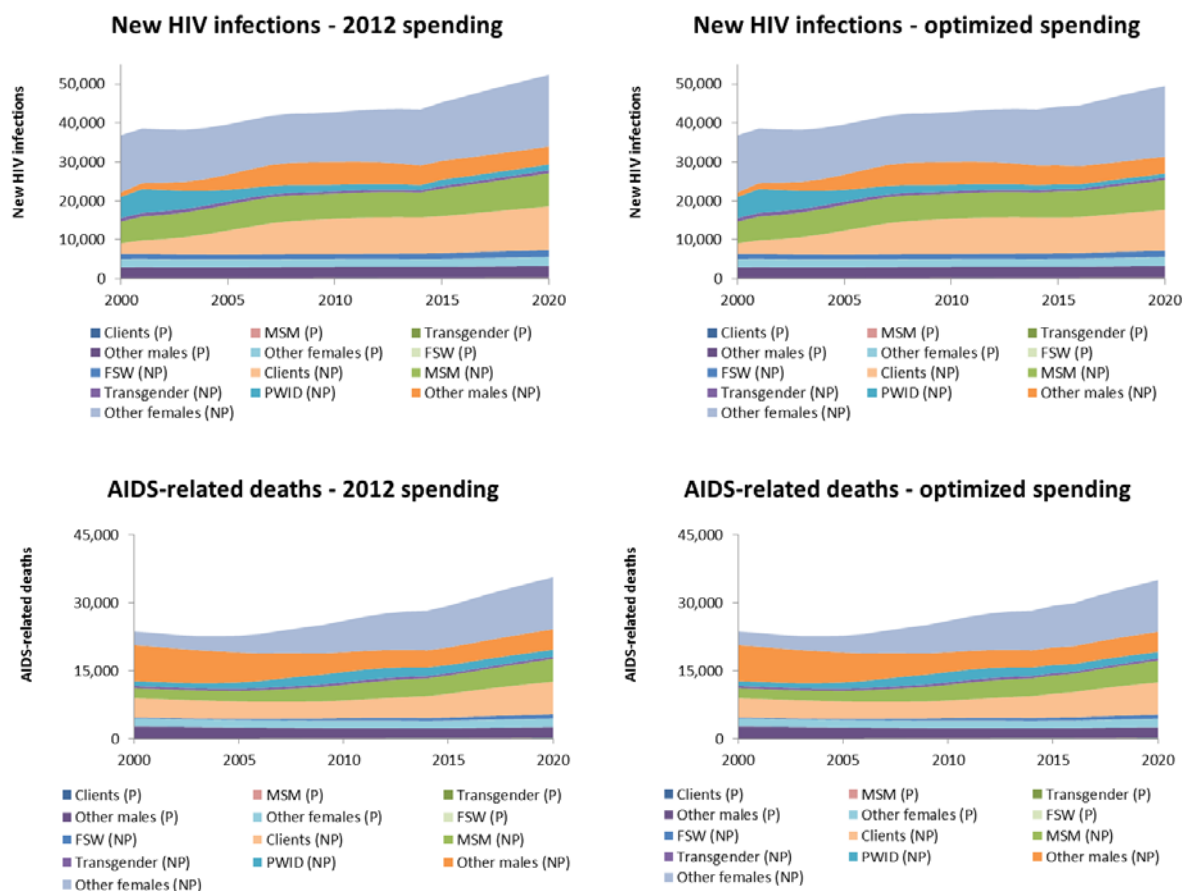 New HIV infections - 2012 spending
New HIV infections
50,000
40,000
30,000
20,000
10,000
0
2000 2005 2010 2015 2020
Clients (P) MSM (P) Transgender (P)
Other males (P) Other females (P) FSW (P)
FSW (NP) Clients (NP) MSM (NP)
Transgender (NP) PWID (NP) Other males (NP)
Other females (NP)
New HIV infections - optimized spending
New HIV infections
50,000
40,000
30,000
20,000
10,000
0
2000 2005 2010 2015 2020
Clients (P) MSM (P) Transgender (P)
Other males (P) Other females (P) FSW (P)
FSW (NP) Clients (NP) MSM (NP)
Transgender (NP) PWID (NP) Other males (NP)
Other females (NP)
AIDS-related deaths - 2012 spending
AIDS-related deaths
45,000
30,000
15,000
0
2000 2005 2010 2015 2020
Clients (P) MSM (P) Transgender (P)
Other males (P) Other females (P) FSW (P)
FSW (NP) Clients (NP) MSM (NP)
Transgender (NP) PWID (NP) Other males (NP)
Other females (NP)
AIDS-related deaths - optimized spending
AIDS-related deaths
45,000
30,000
15,000
0
2000 2005 2010 2015 2020
Clients (P) MSM (P) Transgender (P)
Other males (P) Other females (P) FSW (P)
FSW (NP) Clients (NP) MSM (NP)
Transgender (NP) PWID (NP) Other males (NP)
Other females (NP)